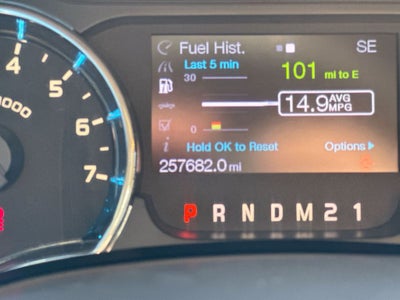 Fuel Hist. SE
Last 5 min
30
101 mi to E
14.9 AVG MPG
0
Hold OK to Reset Options
257682.0 mi
P R N D M 2 1
4
5
6
7
7